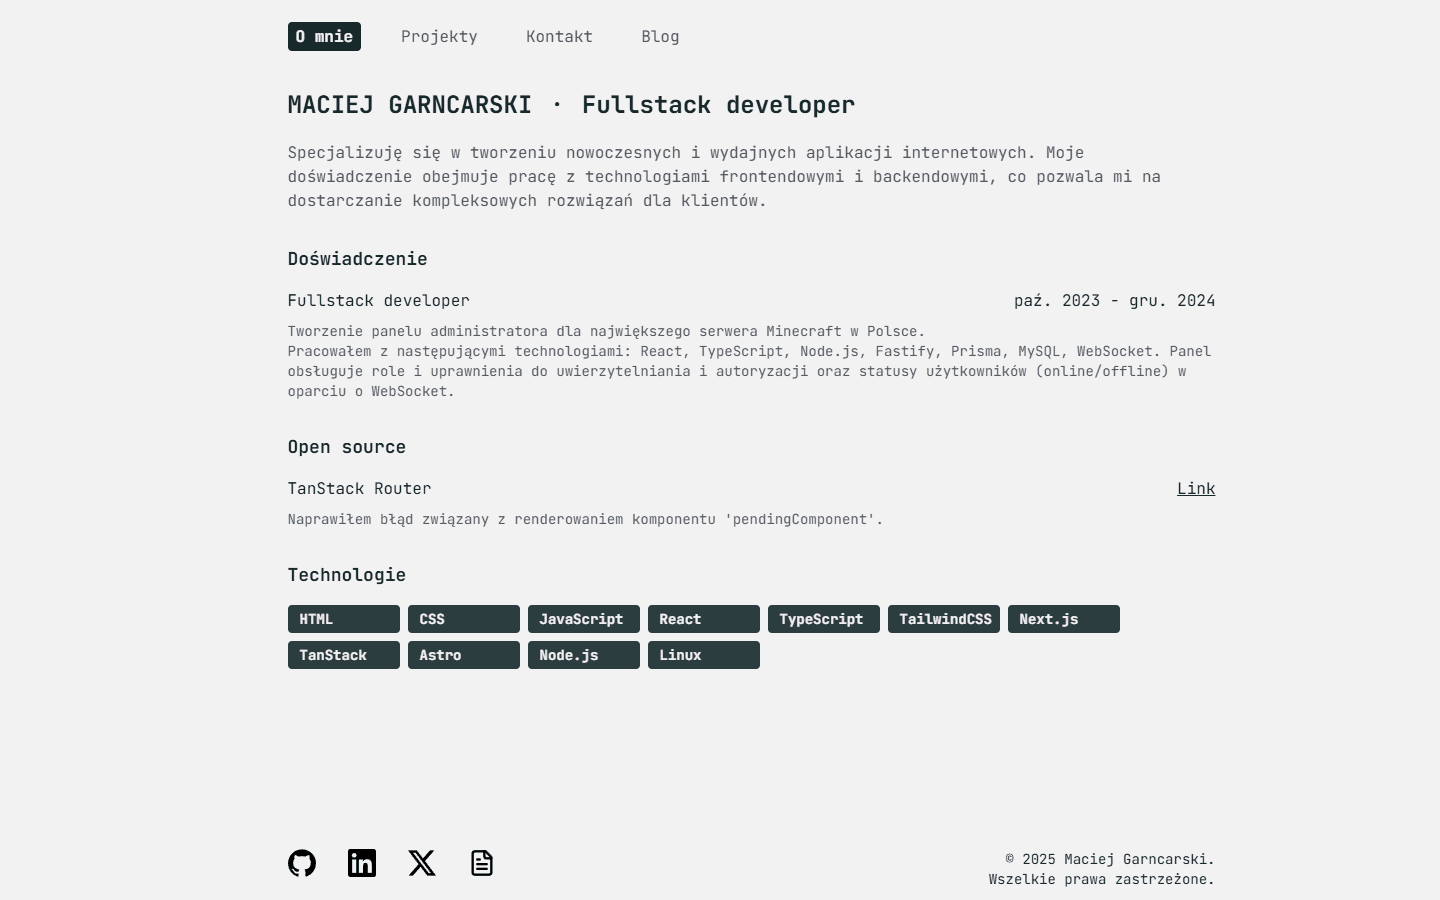 O mnie Projekty Kontakt Blog
MACIEJ GARNCARSKI · Fullstack developer
Specjalizuję się w tworzeniu nowoczesnych i wydajnych aplikacji internetowych. Moje
doświadczenie obejmuje pracę z technologiami frontendowymi i backendowymi, co pozwala mi na
dostarczanie kompleksowych rozwiązań dla klientów.
Doświadczenie
Fullstack developer paź. 2023 - gru. 2024
Tworzenie panelu administratora dla największego serwera Minecraft w Polsce.
Pracowałem z następującymi technologiami: React, TypeScript, Node.js, Fastify, Prisma, MySQL, WebSocket. Panel
obsługuje role i uprawnienia do uwierzytelniania i autoryzacji oraz statusy użytkowników (online/offline) w
oparciu o WebSocket.
Open source
TanStack Router Link
Naprawiłem błąd związany z renderowaniem komponentu 'pendingComponent'.
Technologie
HTML CSS JavaScript React TypeScript TailwindCSS Next.js
TanStack Astro Node.js Linux
© 2025 Maciej Garncarski.
Wszelkie prawa zastrzeżone.